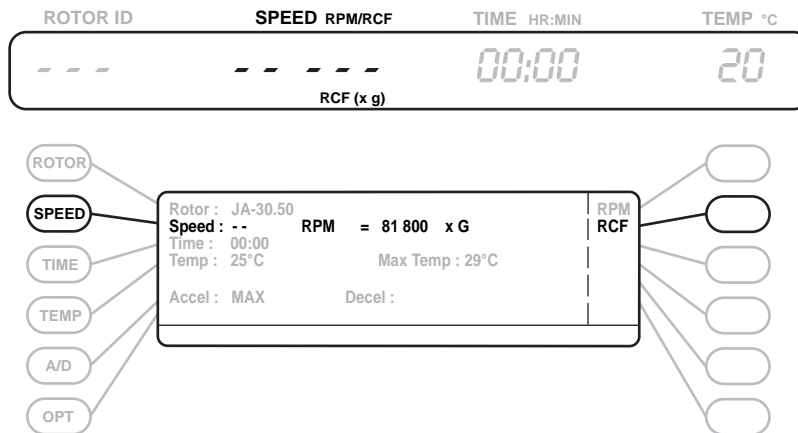 ROTOR ID SPEED RPM/RCF TIME HR:MIN TEMP °C
- - - - - - - - 00:00 20
RCF (x g)
ROTOR
SPEED
TIME
TEMP
A/D
OPT
Rotor : JA-30.50 RPM
Speed : - - RPM = 81 800 x G RCF
Time : 00:00
Temp : 25°C Max Temp : 29°C
Accel : MAX Decel :